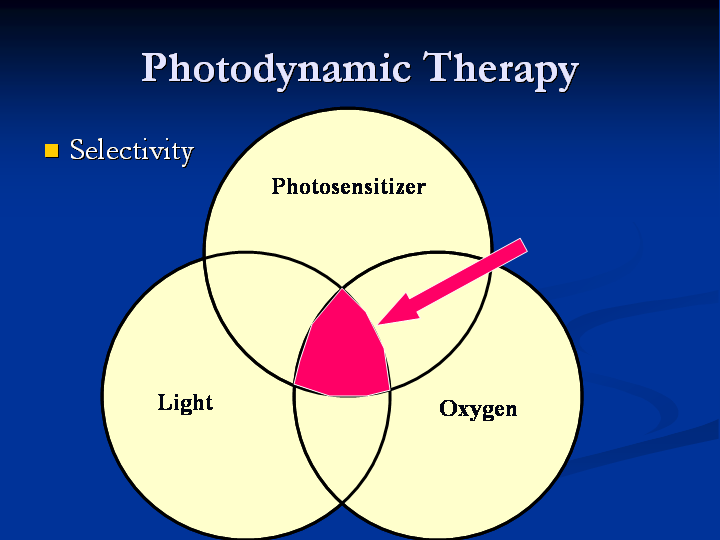 Photodynamic Therapy
Selectivity
Photosensitizer
Light
Oxygen